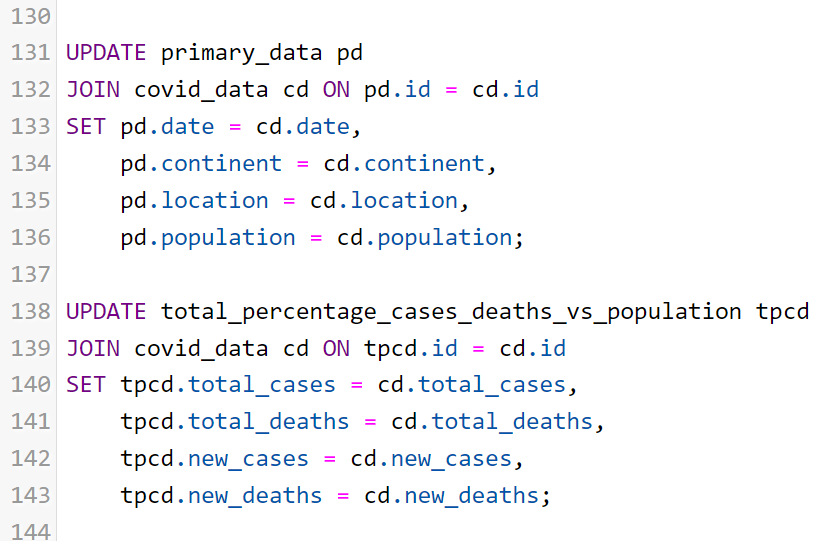 130
131 UPDATE primary_data pd
132 JOIN covid_data cd ON pd.id = cd.id
133 SET pd.date = cd.date,
134     pd.continent = cd.continent,
135     pd.location = cd.location,
136     pd.population = cd.population;
137
138 UPDATE total_percentage_cases_deaths_vs_population tpcd
139 JOIN covid_data cd ON tpcd.id = cd.id
140 SET tpcd.total_cases = cd.total_cases,
141     tpcd.total_deaths = cd.total_deaths,
142     tpcd.new_cases = cd.new_cases,
143     tpcd.new_deaths = cd.new_deaths;
144